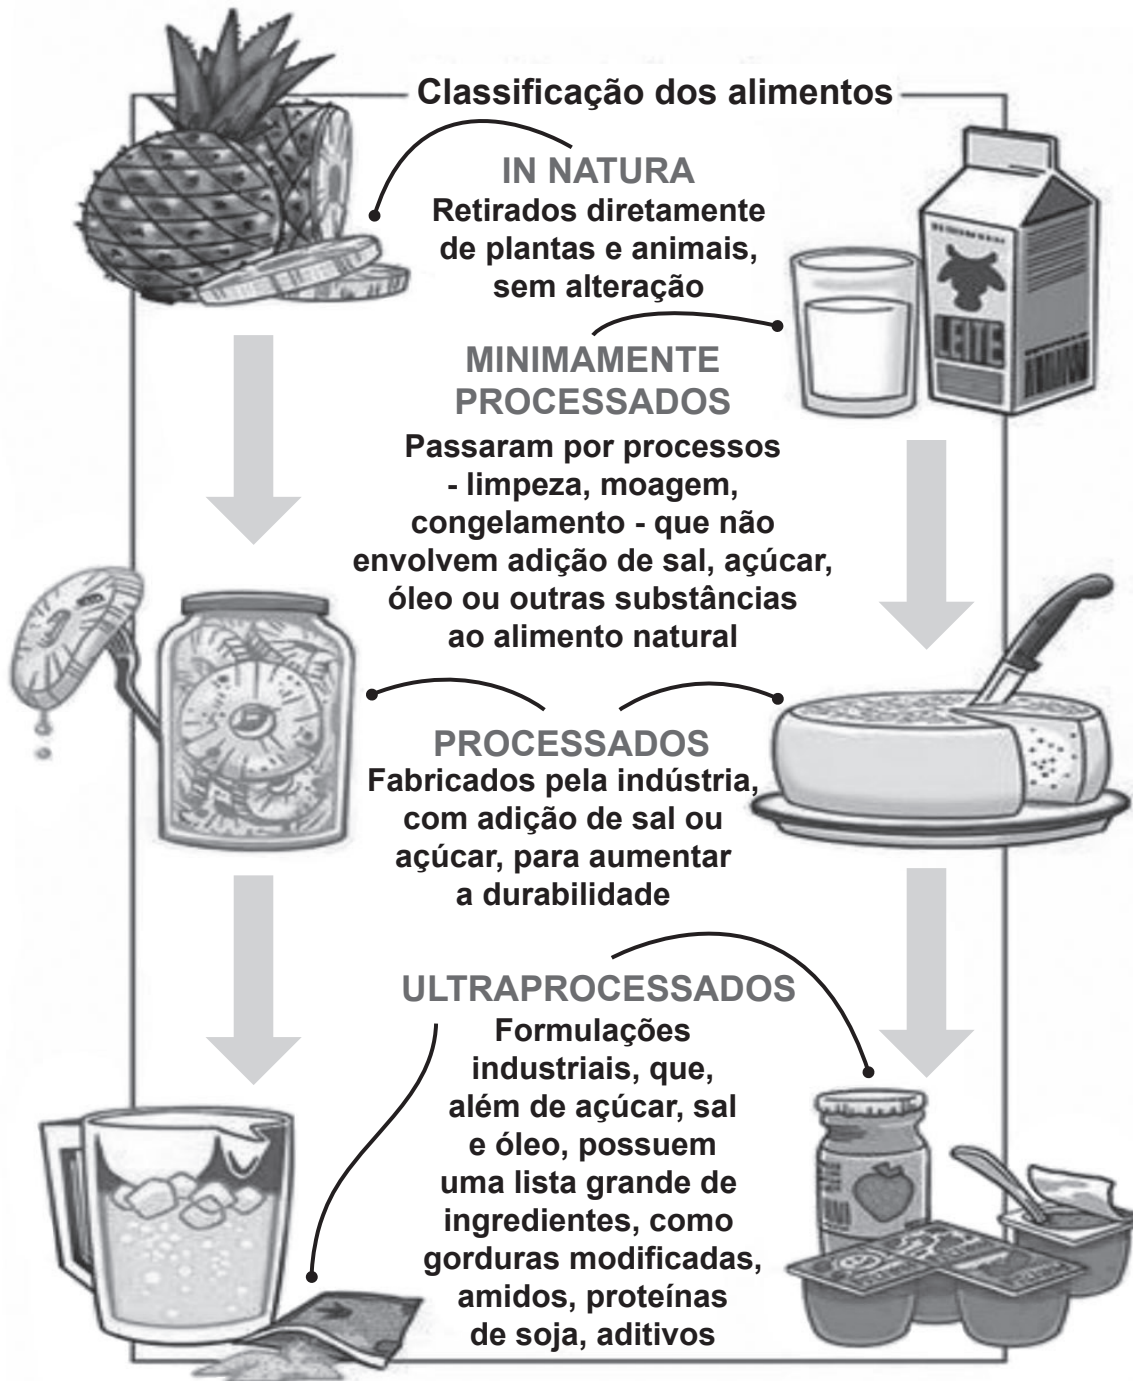 Classificação dos alimentos
IN NATURA
Retirados diretamente
de plantas e animais,
sem alteração
LEITE
MINIMAMENTE
PROCESSADOS
Passaram por processos
- limpeza, moagem,
congelamento - que não
envolvem adição de sal, açúcar,
óleo ou outras substâncias
ao alimento natural
PROCESSADOS
Fabricados pela indústria,
com adição de sal ou
açúcar, para aumentar
a durabilidade
ULTRAPROCESSADOS
Formulações
industriais, que,
além de açúcar, sal
e óleo, possuem
uma lista grande de
ingredientes, como
gorduras modificadas,
amidos, proteínas
de soja, aditivos